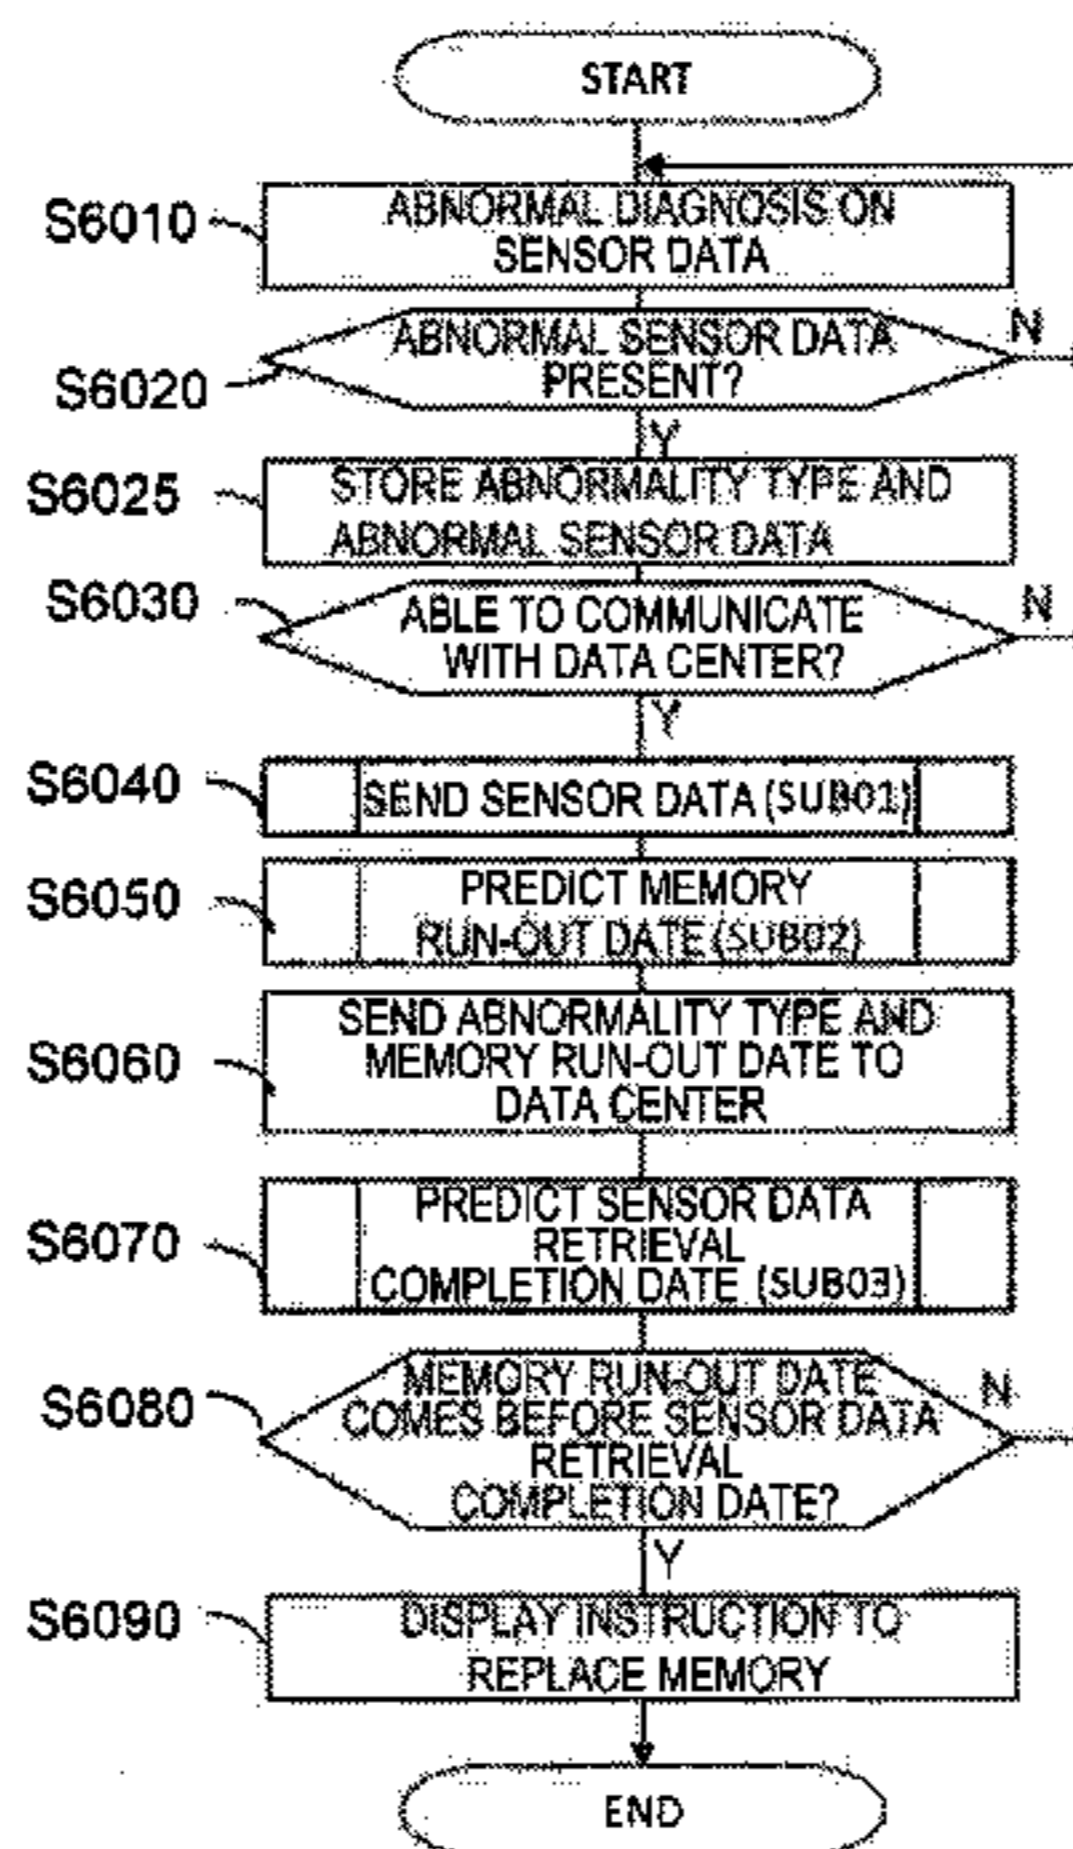 START
S6010
ABNORMAL DIAGNOSIS ON
SENSOR DATA
S6020
ABNORMAL SENSOR DATA
PRESENT?
N
Y
S6025
STORE ABNORMALITY TYPE AND
ABNORMAL SENSOR DATA
S6030
ABLE TO COMMUNICATE
WITH DATA CENTER?
N
Y
S6040
SEND SENSOR DATA (SUB01)
S6050
PREDICT MEMORY
RUN-OUT DATE (SUB02)
S6060
SEND ABNORMALITY TYPE AND
MEMORY RUN-OUT DATE TO
DATA CENTER
S6070
PREDICT SENSOR DATA
RETRIEVAL
COMPLETION DATE (SUB03)
S6080
MEMORY RUN-OUT DATE
COMES BEFORE SENSOR DATA
RETRIEVAL
COMPLETION DATE?
N
Y
S6090
DISPLAY INSTRUCTION TO
REPLACE MEMORY
END